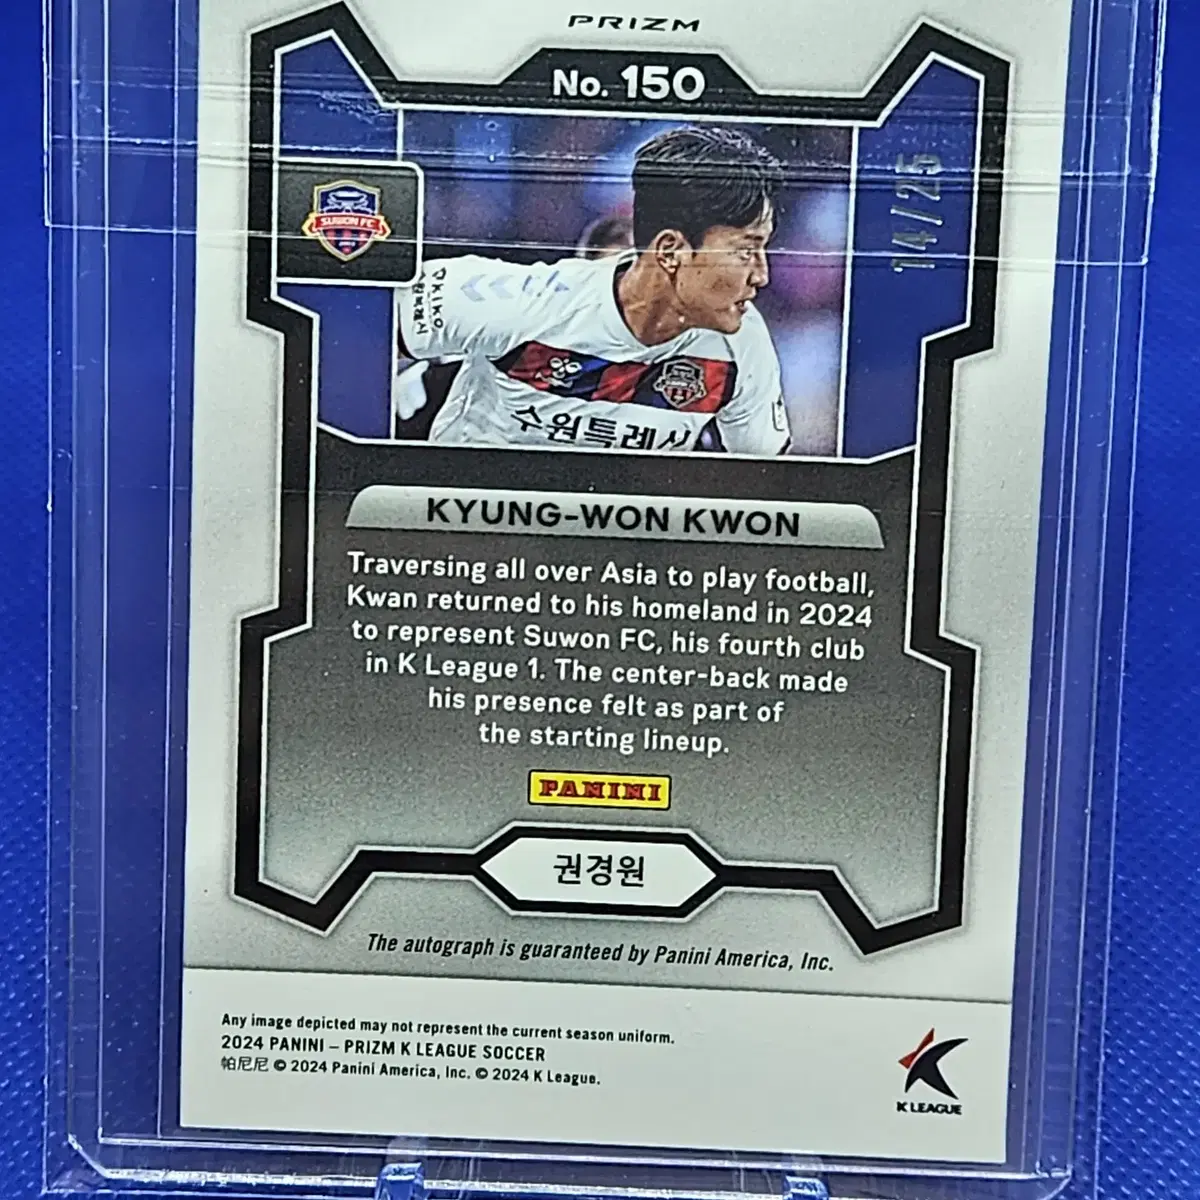 PRIZM
No. 150
14/25
SUWON FC
수원특례시
KYUNG-WON KWON
Traversing all over Asia to play football,
Kwan returned to his homeland in 2024
to represent Suwon FC, his fourth club
in K League 1. The center-back made
his presence felt as part of
the starting lineup.
PANINI
권경원
The autograph is guaranteed by Panini America, Inc.
Any image depicted may not represent the current season uniform.
2024 PANINI – PRIZM K LEAGUE SOCCER
帕尼尼 © 2024 Panini America, Inc. © 2024 K League.
K LEAGUE